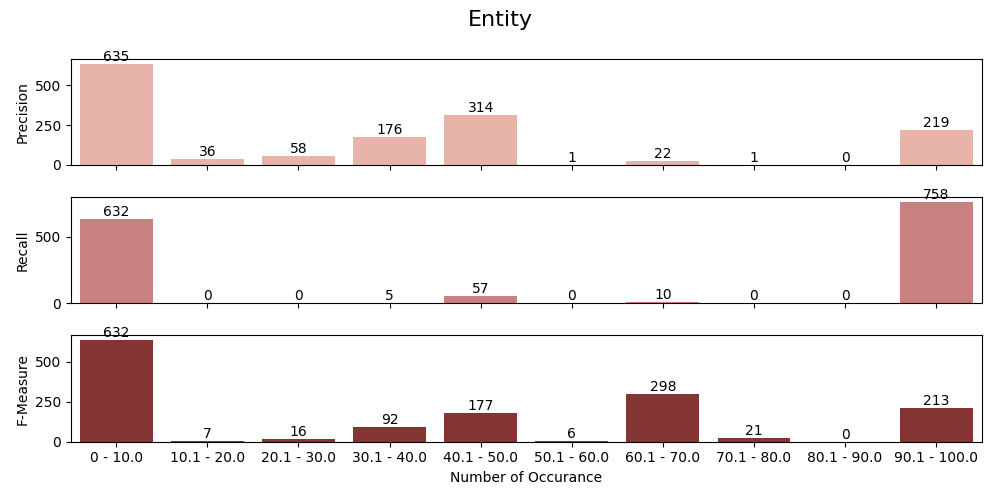 Entity
Precision
500
250
0
635
36
58
176
314
1
22
1
0
219
Recall
500
0
632
0
0
5
57
0
10
0
0
758
F-Measure
500
250
0
632
7
16
92
177
6
298
21
0
213
0 - 10.0
10.1 - 20.0
20.1 - 30.0
30.1 - 40.0
40.1 - 50.0
50.1 - 60.0
60.1 - 70.0
70.1 - 80.0
80.1 - 90.0
90.1 - 100.0
Number of Occurance